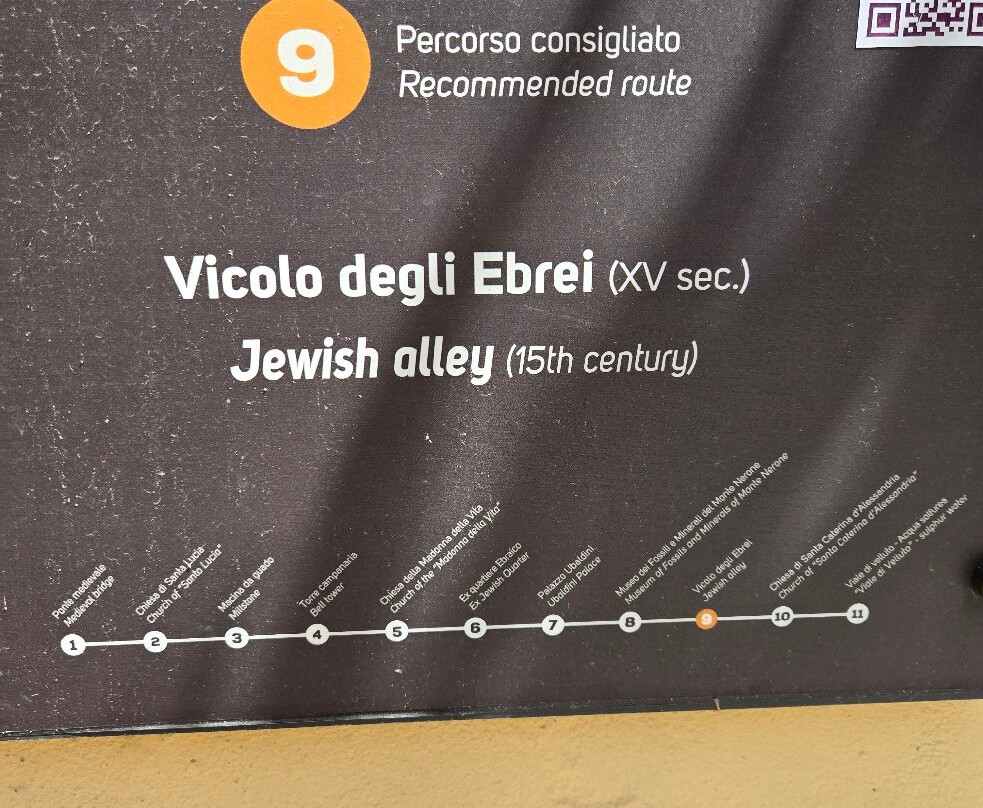 9
Percorso consigliato
Recommended route
Vicolo degli Ebrei (XV sec.)
Jewish alley (15th century)
Ponte medievale
Medieval bridge
Chiesa di Santa Lucia
Church of "Santa Lucia"
Macina da guado
Millstone
Torre campanaria
Bell tower
Chiesa della Madonna della Vita
Church of the "Madonna della Vita"
Ex quartiere Ebraico
Ex Jewish Quarter
Palazzo Ubaldini
Ubaldini Palace
Museo dei Fossili e Minerali del Monte Nerone
Museum of Fossils and Minerals of Monte Nerone
Vicolo degli Ebrei
Jewish alley
Chiesa di Santa Caterina d'Alessandria
Church of "Santa Caterina d'Alessandria"
Viale di velluto - Acqua solfurea
"Viale di Velluto" - sulphur water
1 2 3 4 5 6 7 8 9 10 11